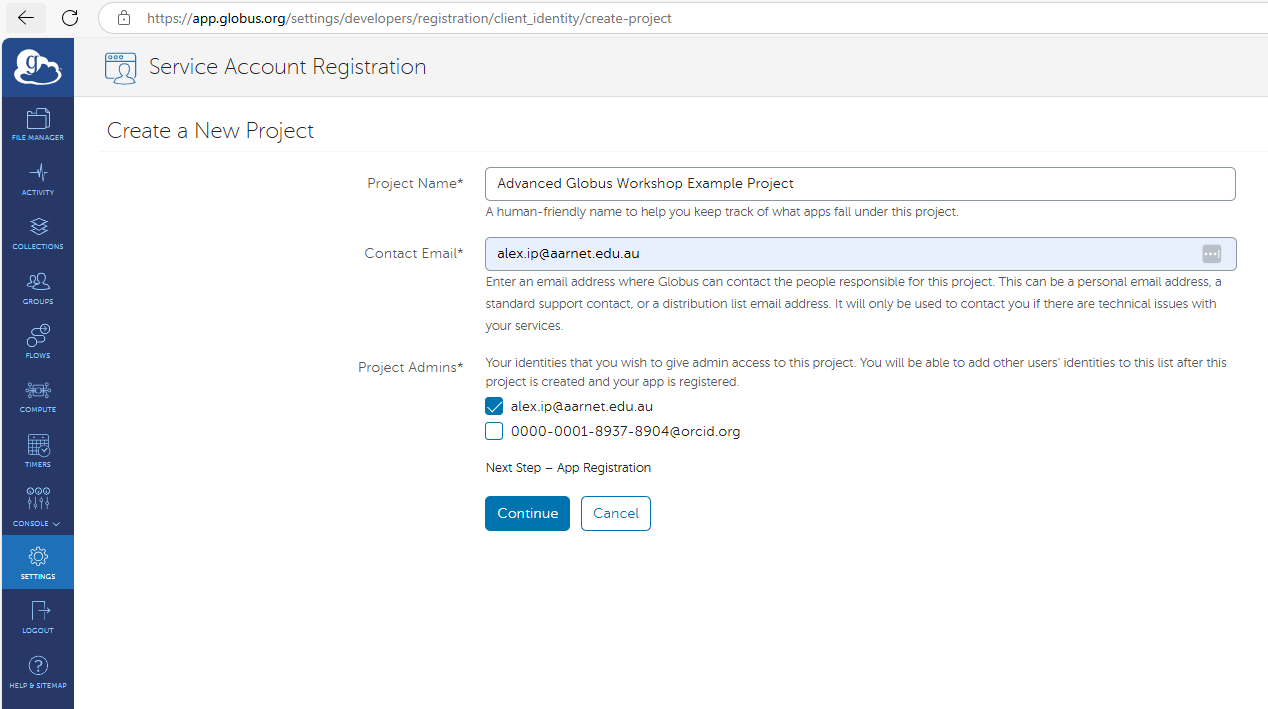 https://app.globus.org/settings/developers/registration/client_identity/create-project
g
Service Account Registration
FILE MANAGER
ACTIVITY
COLLECTIONS
GROUPS
FLOWS
COMPUTE
TIMERS
CONSOLE
SETTINGS
LOGOUT
?
HELP & SITEMAP
Create a New Project
Project Name*
Advanced Globus Workshop Example Project
A human-friendly name to help you keep track of what apps fall under this project.
Contact Email*
alex.ip@aarnet.edu.au
Enter an email address where Globus can contact the people responsible for this project. This can be a personal email address, a
standard support contact, or a distribution list email address. It will only be used to contact you if there are technical issues with
your services.
Project Admins*
Your identities that you wish to give admin access to this project. You will be able to add other users' identities to this list after this
project is created and your app is registered.
alex.ip@aarnet.edu.au
0000-0001-8937-8904@orcid.org
Next Step – App Registration
Continue
Cancel